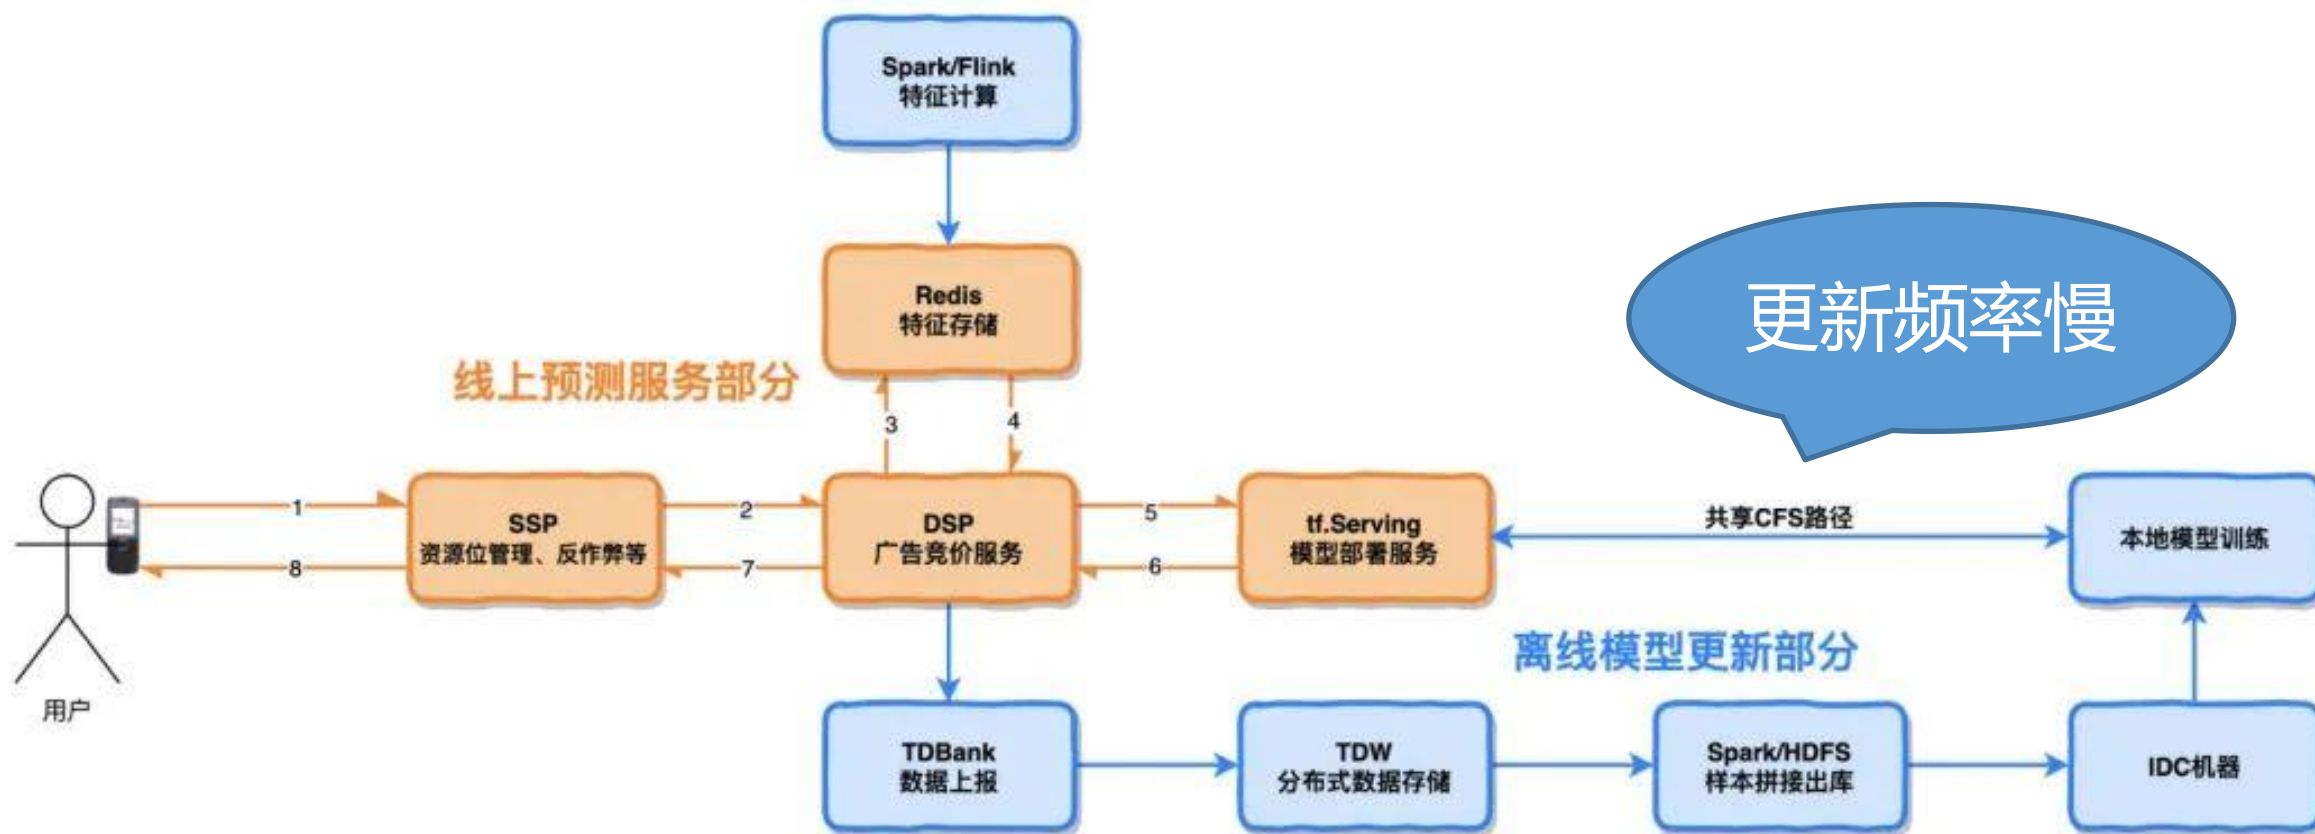 Spark/Flink
特征计算
Redis
特征存储
更新频率慢
线上预测服务部分
3
4
1
2
5
SSP
资源位管理、反作弊等
DSP
广告竞价服务
tf.Serving
模型部署服务
共享CFS路径
本地模型训练
8
7
6
离线模型更新部分
用户
TDBank
数据上报
TDW
分布式数据存储
Spark/HDFS
样本拼接出库
IDC机器